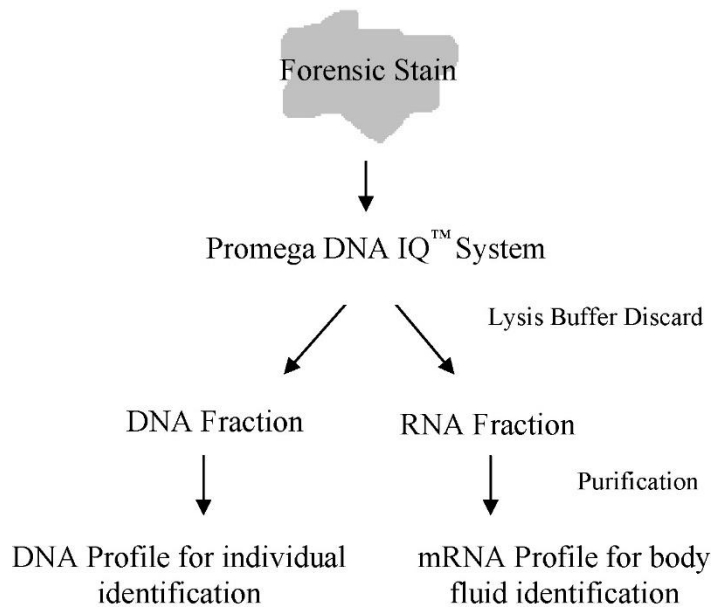 Forensic Stain
Promega DNA IQ™ System
Lysis Buffer Discard
DNA Fraction
RNA Fraction
Purification
DNA Profile for individual
identification
mRNA Profile for body
fluid identification